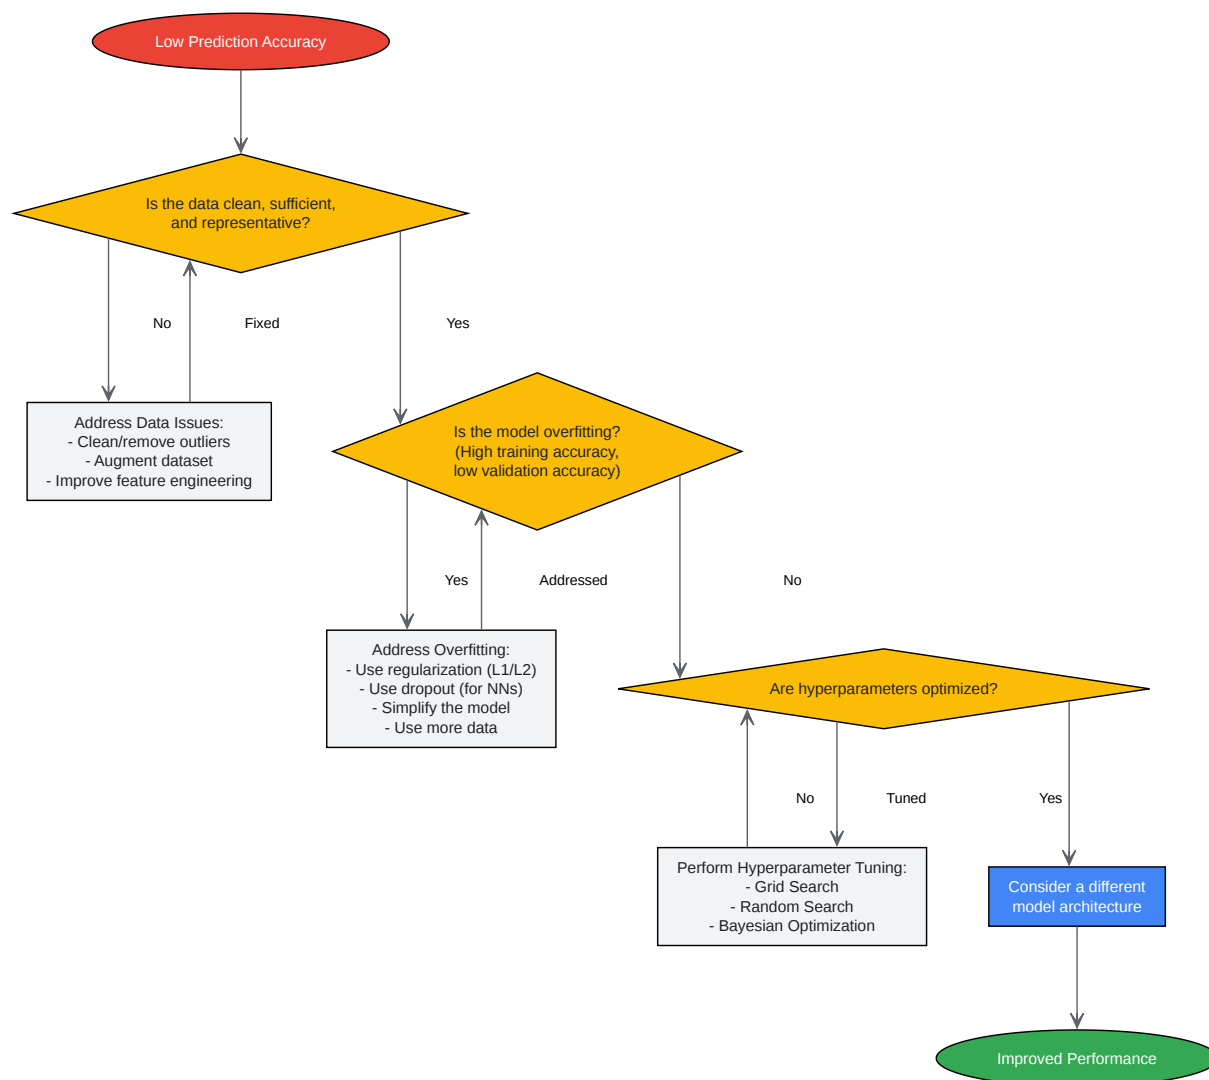 Low Prediction Accuracy
Is the data clean, sufficient,
and representative?
No
Fixed
Yes
Address Data Issues:
- Clean/remove outliers
- Augment dataset
- Improve feature engineering
Is the model overfitting?
(High training accuracy,
low validation accuracy)
Yes
Addressed
No
Address Overfitting:
- Use regularization (L1/L2)
- Use dropout (for NNs)
- Simplify the model
- Use more data
Are hyperparameters optimized?
No
Tuned
Yes
Perform Hyperparameter Tuning:
- Grid Search
- Random Search
- Bayesian Optimization
Consider a different
model architecture
Improved Performance